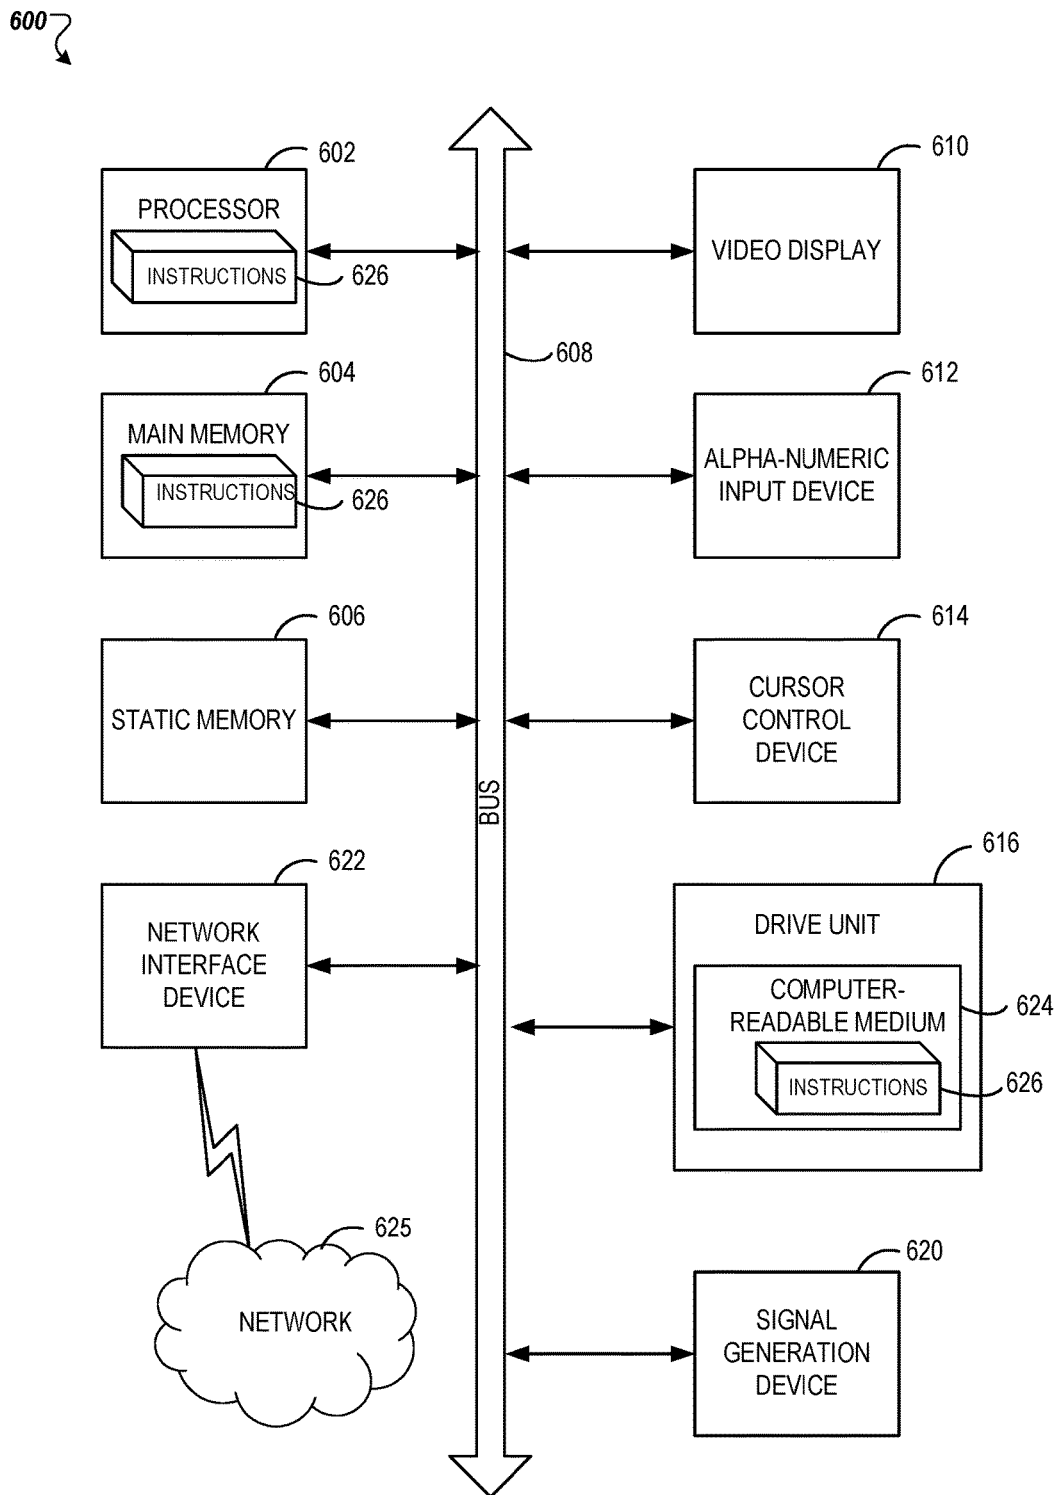 600
602
PROCESSOR
INSTRUCTIONS
626
604
MAIN MEMORY
INSTRUCTIONS
626
606
STATIC MEMORY
622
NETWORK
INTERFACE
DEVICE
625
NETWORK
608
BUS
610
VIDEO DISPLAY
612
ALPHA-NUMERIC
INPUT DEVICE
614
CURSOR
CONTROL
DEVICE
616
DRIVE UNIT
COMPUTER-
READABLE MEDIUM
624
INSTRUCTIONS
626
620
SIGNAL
GENERATION
DEVICE